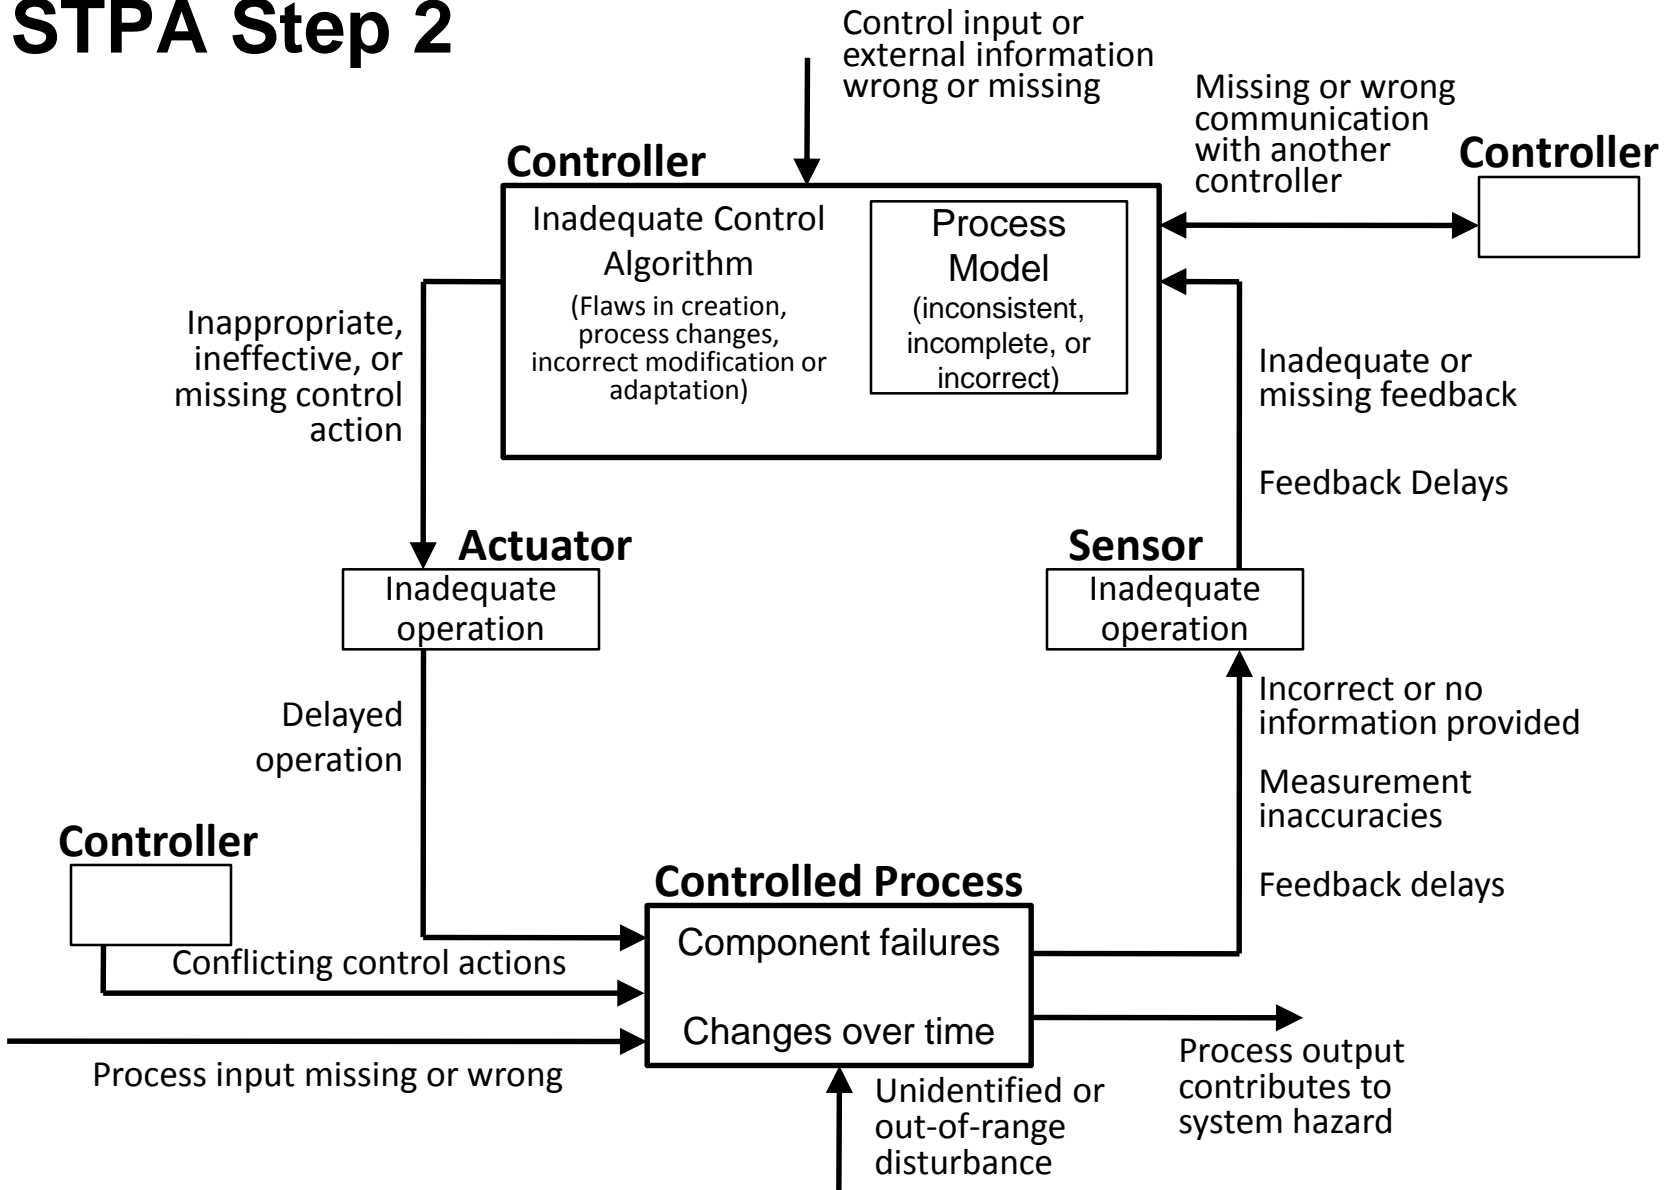 STPA Step 2
Control input or
external information
wrong or missing
Missing or wrong
communication
with another
controller
Controller
Controller
Inadequate Control
Algorithm
(Flaws in creation,
process changes,
incorrect modification or
adaptation)
Process
Model
(inconsistent,
incomplete, or
incorrect)
Inappropriate,
ineffective, or
missing control
action
Inadequate or
missing feedback
Feedback Delays
Actuator
Inadequate
operation
Sensor
Inadequate
operation
Delayed
operation
Incorrect or no
information provided
Measurement
inaccuracies
Feedback delays
Controller
Conflicting control actions
Process input missing or wrong
Controlled Process
Component failures
Changes over time
Unidentified or
out-of-range
disturbance
Process output
contributes to
system hazard